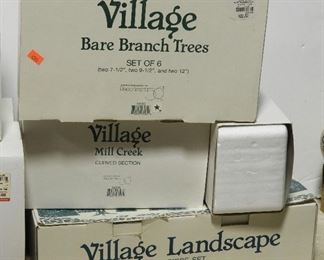 Village
Bare Branch Trees
SET OF 6
(two 7-1/2", two 9-1/2", and two 12")
Village
Mill Creek
CURVED SECTION
Village Landscape